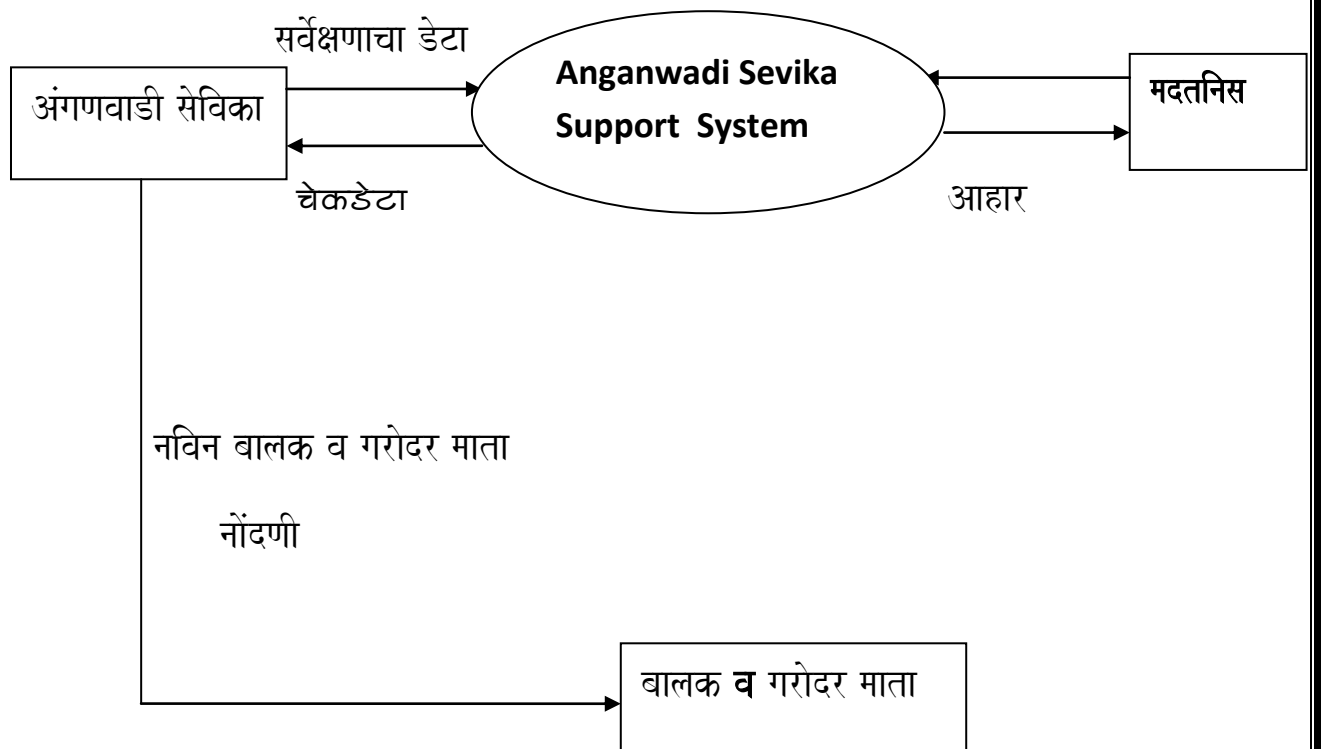 सर्वेक्षणाचा डेटा
अंगणवाडी सेविका
Anganwadi Sevika
Support System
मदतनिस
चेकडेटा
आहार
नविन बालक व गरोदर माता
नोंदणी
बालक व गरोदर माता